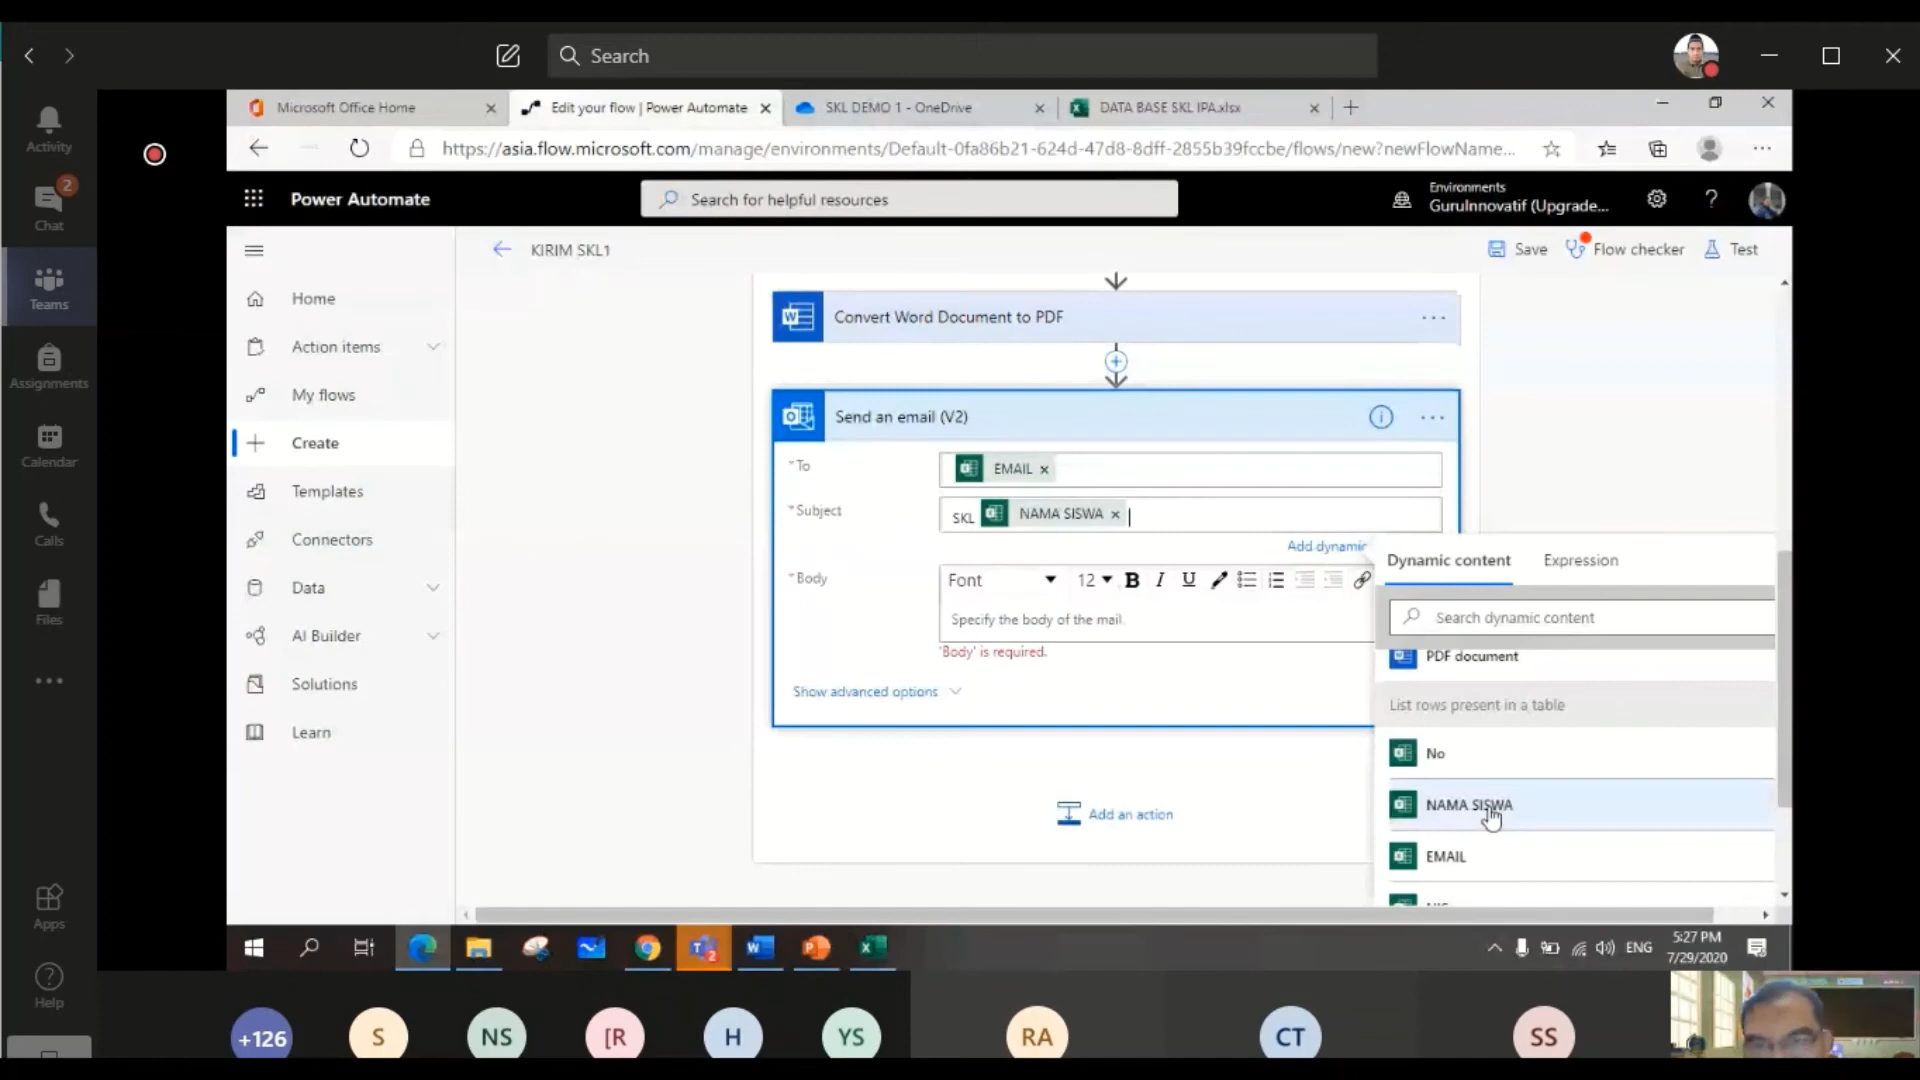 Search
Activity
2
Chat
Teams
Assignments
Calendar
Calls
Files
Apps
Help
Microsoft Office Home
Edit your flow | Power Automate
SKL DEMO 1 - OneDrive
DATA BASE SKL IPA.xlsx
https://asia.flow.microsoft.com/manage/environments/Default-0fa86b21-624d-47d8-8dff-2855b39fccbe/flows/new?newFlowName...
Power Automate
Search for helpful resources
Environments
GuruInnovatif (Upgrade...
KIRIM SKL1
Save
Flow checker
Test
Home
Action items
My flows
Create
Templates
Connectors
Data
AI Builder
Solutions
Learn
Convert Word Document to PDF
Send an email (V2)
*To
EMAIL
*Subject
SKL NAMA SISWA
Add dynamic
*Body
Font
12
B I U
Specify the body of the mail
'Body' is required.
Show advanced options
Add an action
Dynamic content
Expression
Search dynamic content
PDF document
List rows present in a table
No
NAMA SISWA
EMAIL
ENG
5:27 PM
7/29/2020
+126
S
NS
[R
H
YS
RA
CT
SS